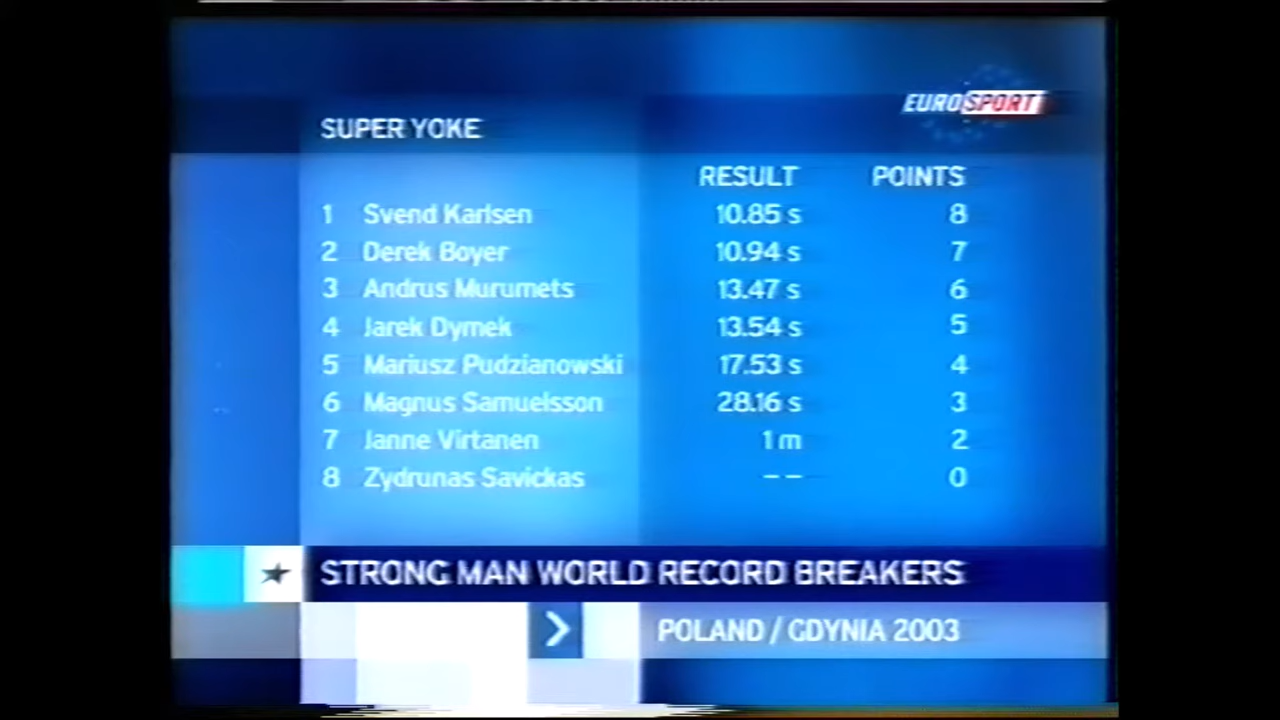 EUROSPORT
SUPER YOKE
RESULT POINTS
1 Svend Karlsen 10.85 s 8
2 Derek Boyer 10.94 s 7
3 Andrus Murumets 13.47 s 6
4 Jarek Dymek 13.54 s 5
5 Mariusz Pudzianowski 17.53 s 4
6 Magnus Samuelsson 28.16 s 3
7 Janne Virtanen 1 m 2
8 Zydrunas Savickas -- 0
STRONG MAN WORLD RECORD BREAKERS
POLAND / GDYNIA 2003